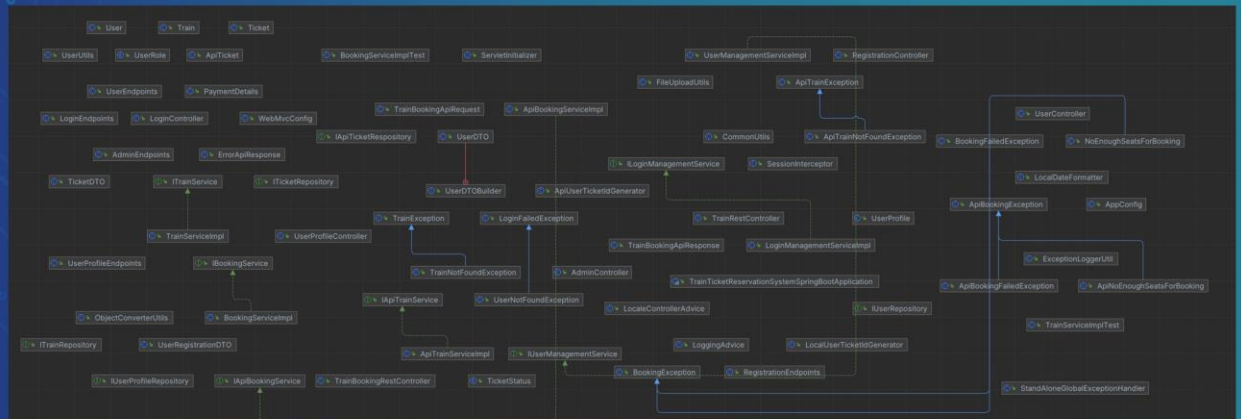 User Train Ticket
UserUtils UserRole ApiTicket BookingServiceImplTest ServletInitializer UserManagementServiceImpl RegistrationController
FileUploadUtils ApiTrainException
UserEndpoints PaymentDetails
TrainBookingApiRequest ApiBookingServiceImpl
LoginEndpoints LoginController WebMvcConfig UserController
IApiTicketRespository UserDTO CommonUtils ApiTrainNotFoundException BookingFailedException NoEnoughSeatsForBooking
AdminEndpoints ErrorApiResponse ILoginManagementService SessionInterceptor
TicketDTO ITrainService ITicketRepository LocalDateFormatter
UserDTOBuilder ApiUserTicketIdGenerator ApiBookingException AppConfig
TrainException LoginFailedException TrainRestController UserProfile
TrainServiceImpl UserProfileController TrainBookingApiResponse LoginManagementServiceImpl
UserProfileEndpoints IBookingService TrainNotFoundException AdminController ExceptionLoggerUtil
TrainTicketReservationSystemSpringBootApplication ApiBookingFailedException ApiNoEnoughSeatsForBooking
IApiTrainService UserNotFoundException LocaleControllerAdvice IUserRepository
ObjectConverterUtils BookingServiceImpl TrainServiceImplTest
ITrainRepository UserRegistrationDTO ApiTrainServiceImpl IUserManagementService LoggingAdvice LocalUserTicketIdGenerator
BookingException RegistrationEndpoints
IUserProfileRepository IApiBookingService TrainBookingRestController TicketStatus StandAloneGlobalExceptionHandler